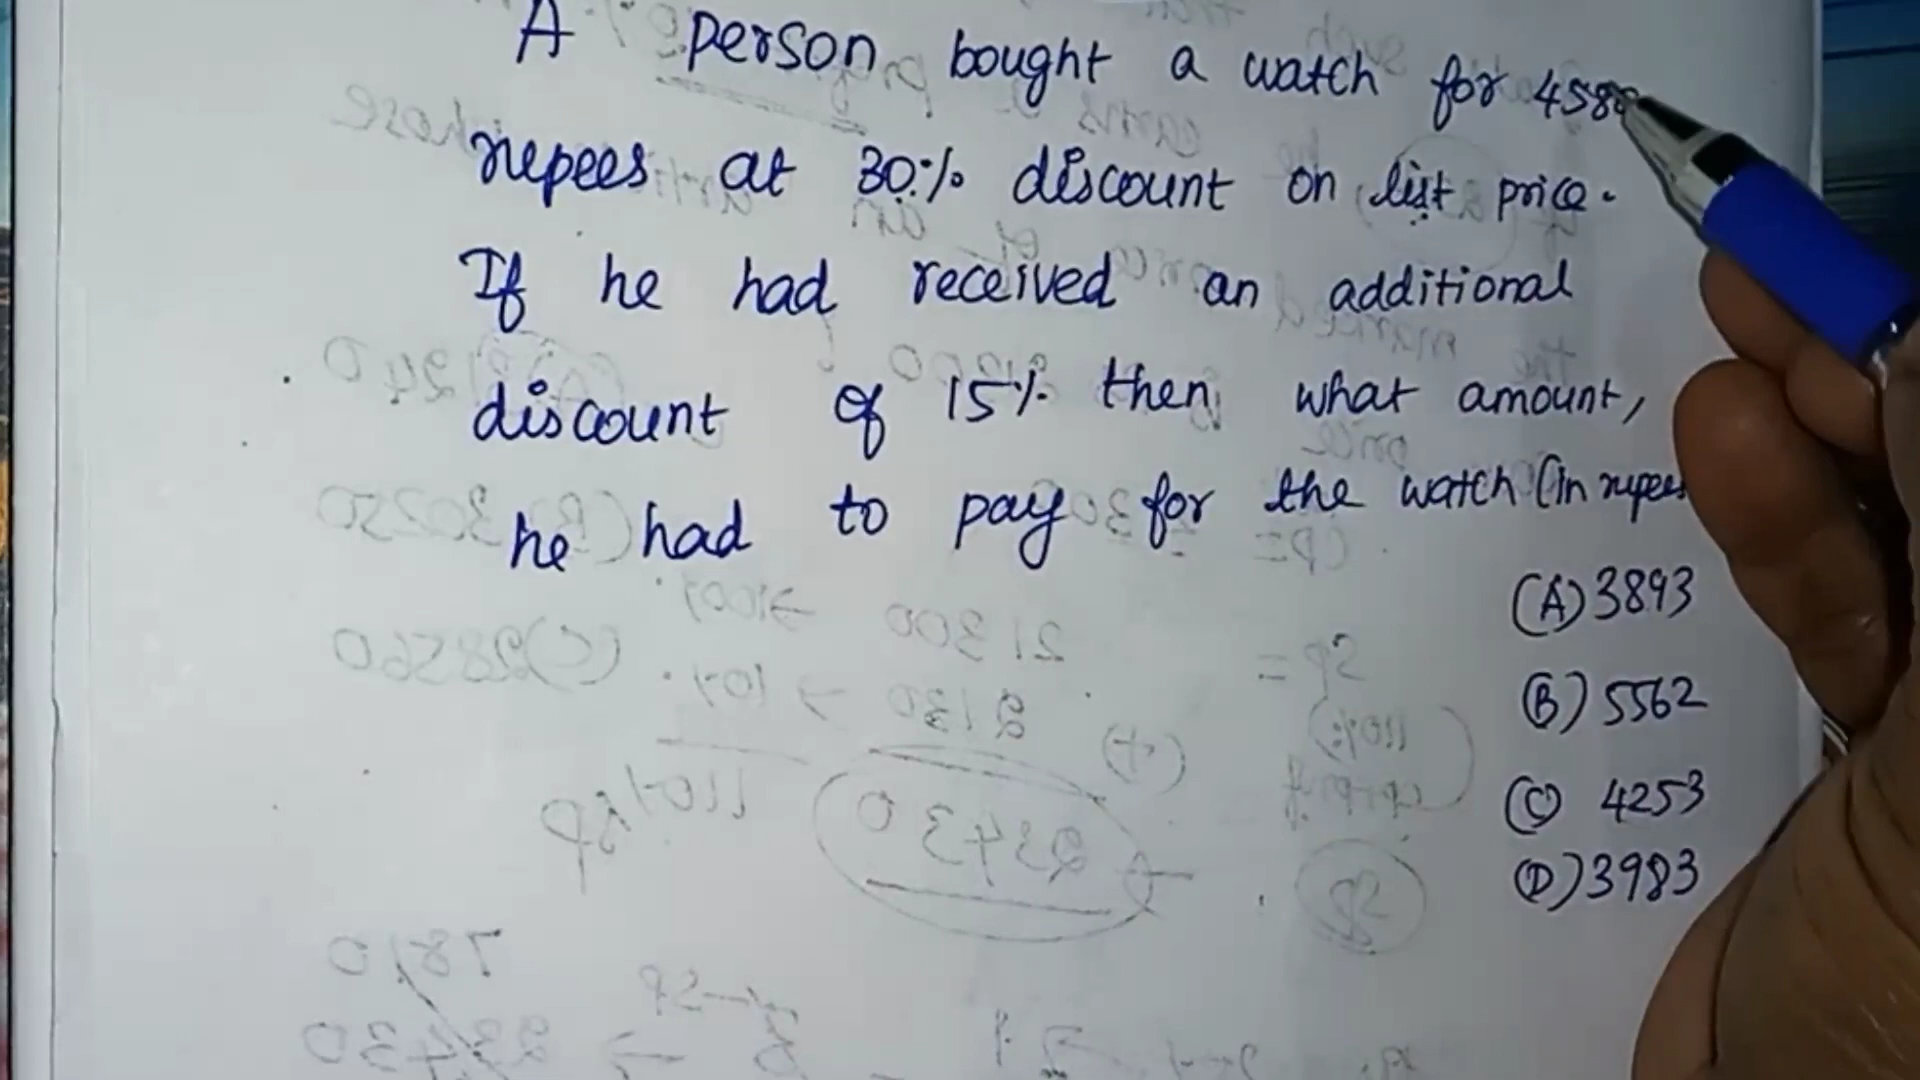 A person bought a watch for 4580
rupees at 30% discount on list price.
If he had received an additional
discount of 15% then what amount,
he had to pay for the watch (in rupees
(A) 3893
(B) 5562
(C) 4253
(D) 3983